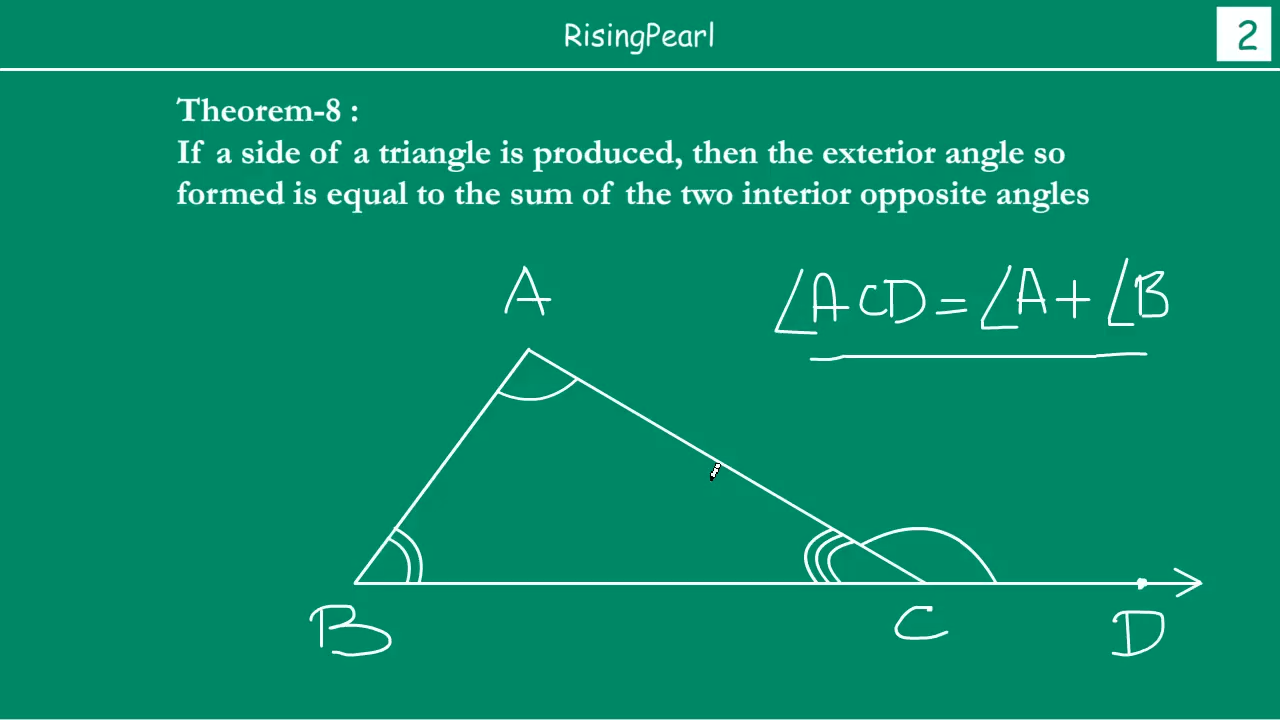 RisingPearl
2
Theorem-8 :
If a side of a triangle is produced, then the exterior angle so
formed is equal to the sum of the two interior opposite angles
∠ACD=∠A+∠B
A
B
C
D